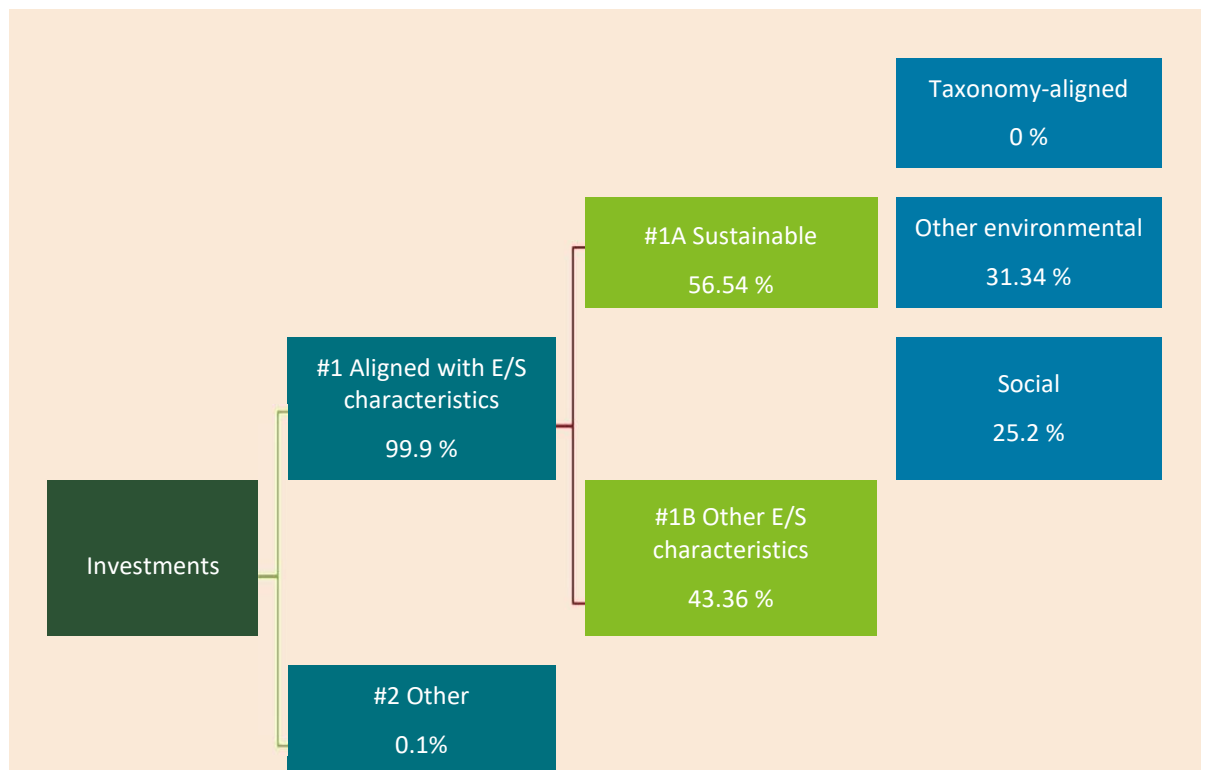 Taxonomy-aligned
0 %
#1A Sustainable
56.54 %
Other environmental
31.34 %
#1 Aligned with E/S
characteristics
99.9 %
Social
25.2 %
Investments
#1B Other E/S
characteristics
43.36 %
#2 Other
0.1%